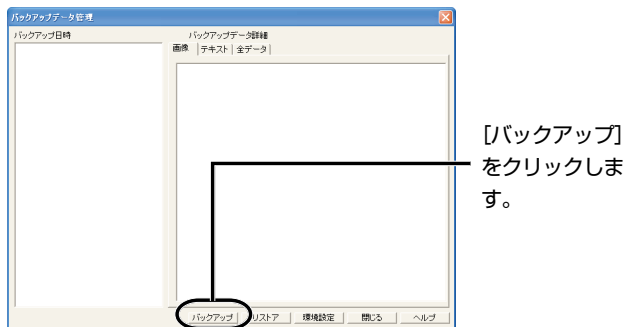 バックアップデータ管理
バックアップ日時
バックアップデータ詳細
画像 テキスト 全データ
[バックアップ]
をクリックしま
す。
バックアップ リストア 環境設定 閉じる ヘルプ